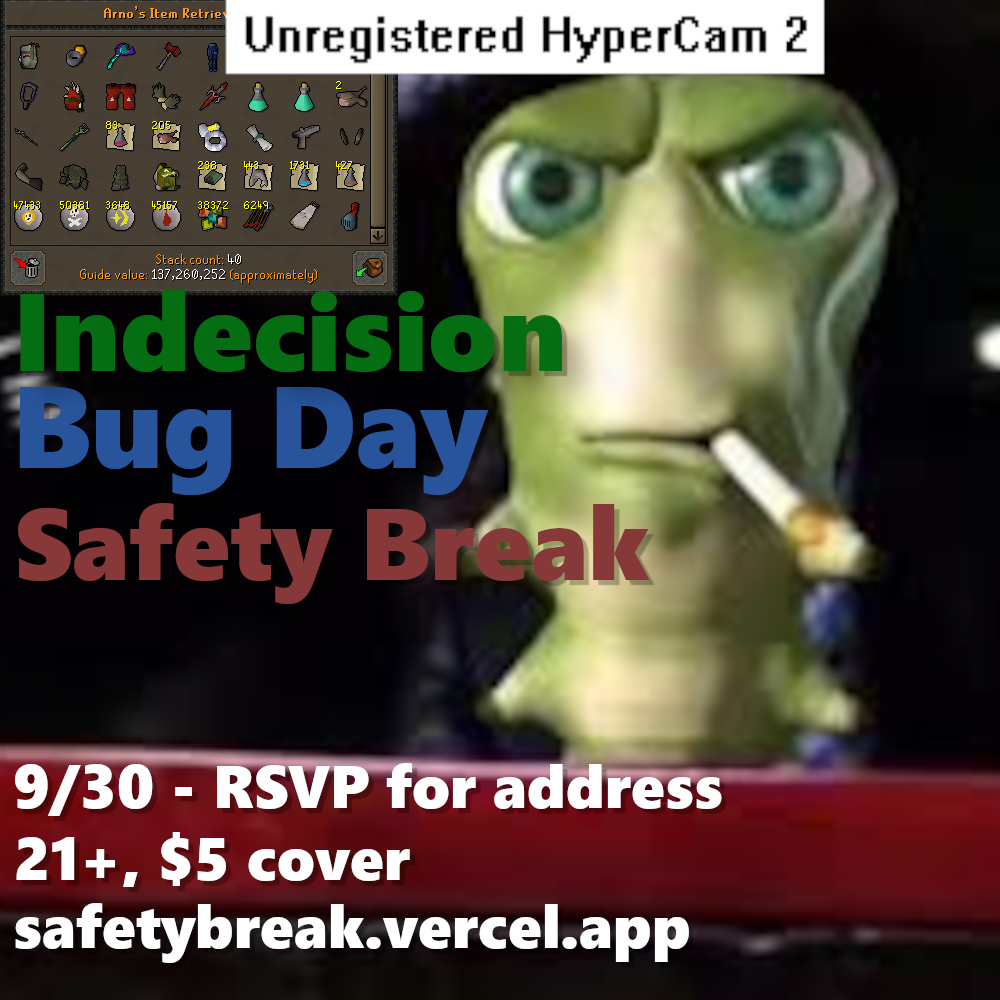 Arno's Item Retriev
Unregistered HyperCam 2
2
89 205
238 443 1731 427
47433 50381 3648 45157 38372 6249
Stack count: 40
Guide value: 137,260,252 (approximately)
Indecision
Bug Day
Safety Break
9/30 - RSVP for address
21+, $5 cover
safetybreak.vercel.app